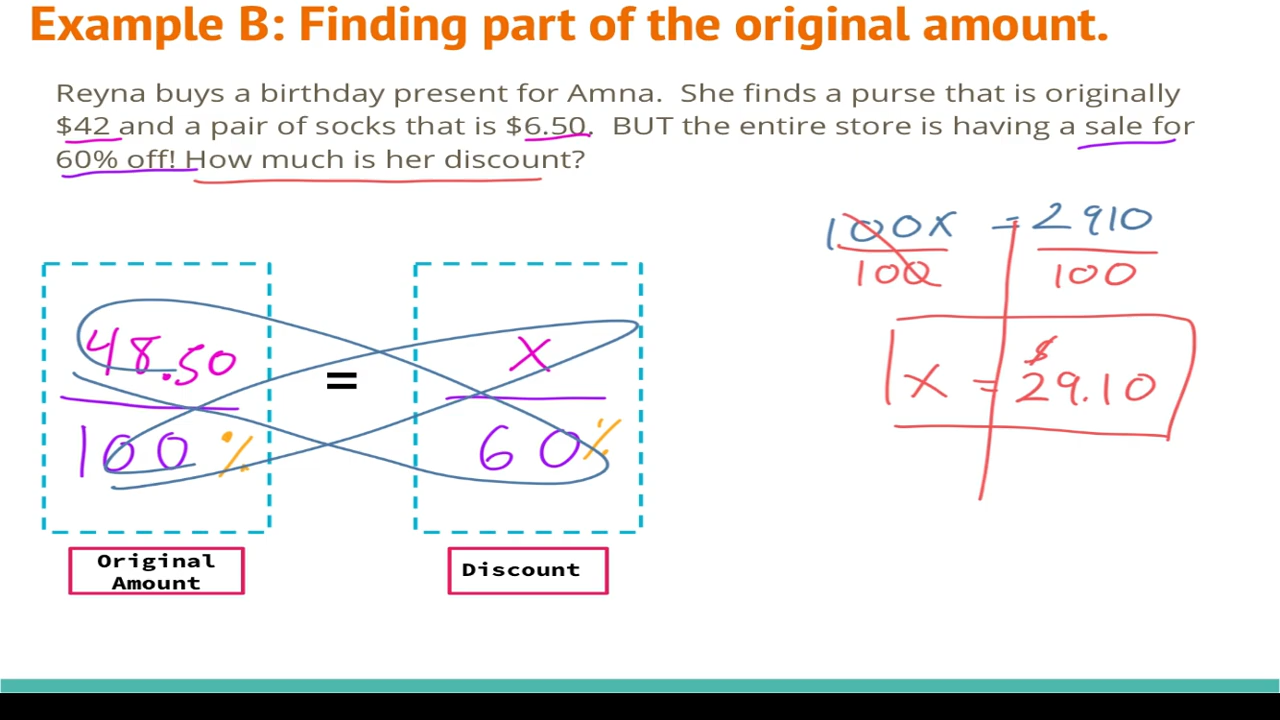 Example B: Finding part of the original amount.
Reyna buys a birthday present for Amna. She finds a purse that is originally
$42 and a pair of socks that is $6.50. BUT the entire store is having a sale for
60% off! How much is her discount?
100x = 2910
100 100
x = $29.10
48.50 = x
100% 60%
Original
Amount
Discount